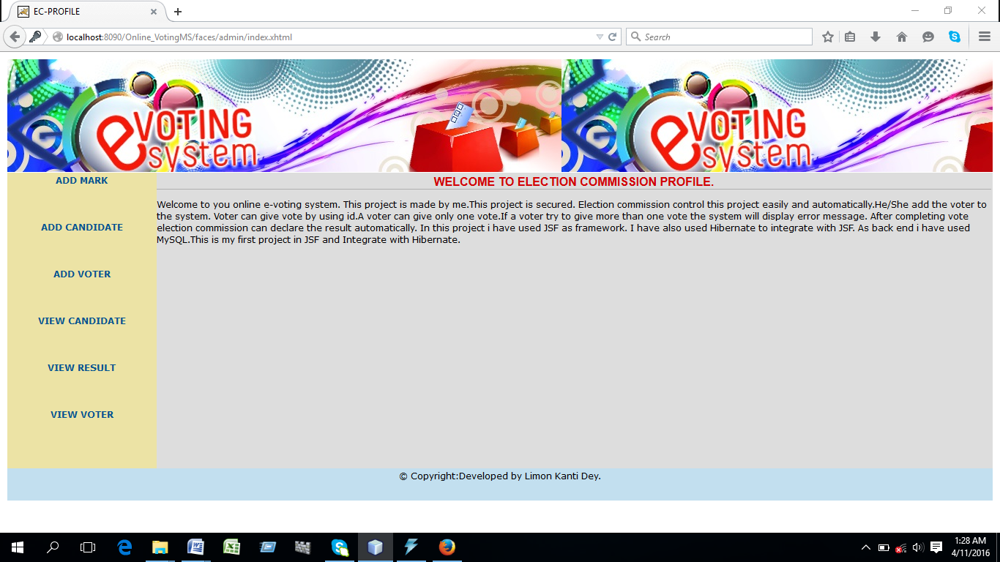 EC-PROFILE
localhost:8090/Online_VotingMS/faces/admin/index.xhtml
Search
eVOTING
system
eVOTING
system
ADD MARK
ADD CANDIDATE
ADD VOTER
VIEW CANDIDATE
VIEW RESULT
VIEW VOTER
WELCOME TO ELECTION COMMISSION PROFILE.
Welcome to you online e-voting system. This project is made by me.This project is secured. Election commission control this project easily and automatically.He/She add the voter to
the system. Voter can give vote by using id.A voter can give only one vote.If a voter try to give more than one vote the system will display error message. After completing vote
election commission can declare the result automatically. In this project i have used JSF as framework. I have also used Hibernate to integrate with JSF. As back end i have used
MySQL.This is my first project in JSF and Integrate with Hibernate.
© Copyright:Developed by Limon Kanti Dey.
1:28 AM
4/11/2016